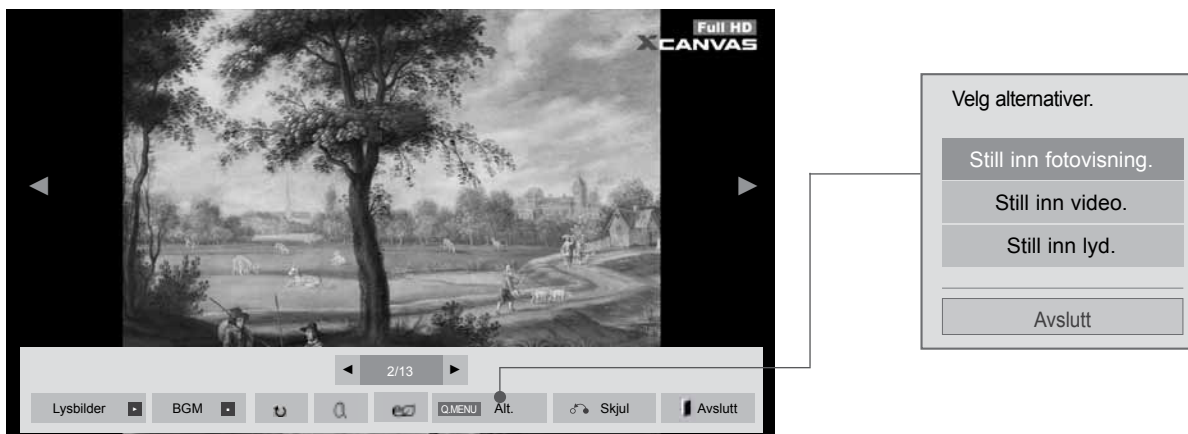 Full HD
XCANVAS
2/13
Lysbilder BGM Q.MENU Alt. Skjul Avslutt
Velg alternativer.
Still inn fotovisning.
Still inn video.
Still inn lyd.
Avslutt